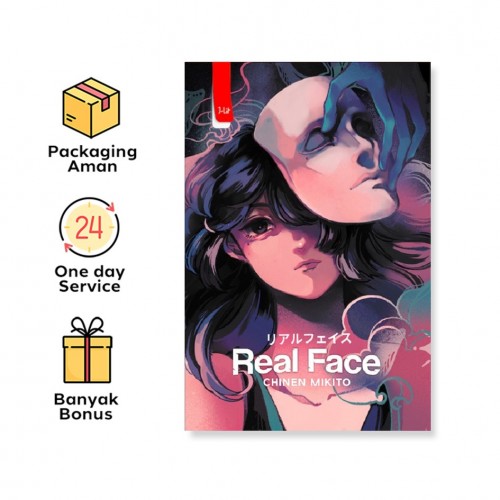 Packaging
Aman
24
One day
Service
Banyak
Bonus
リアルフェイス
Real Face
CHINEN MIKITO